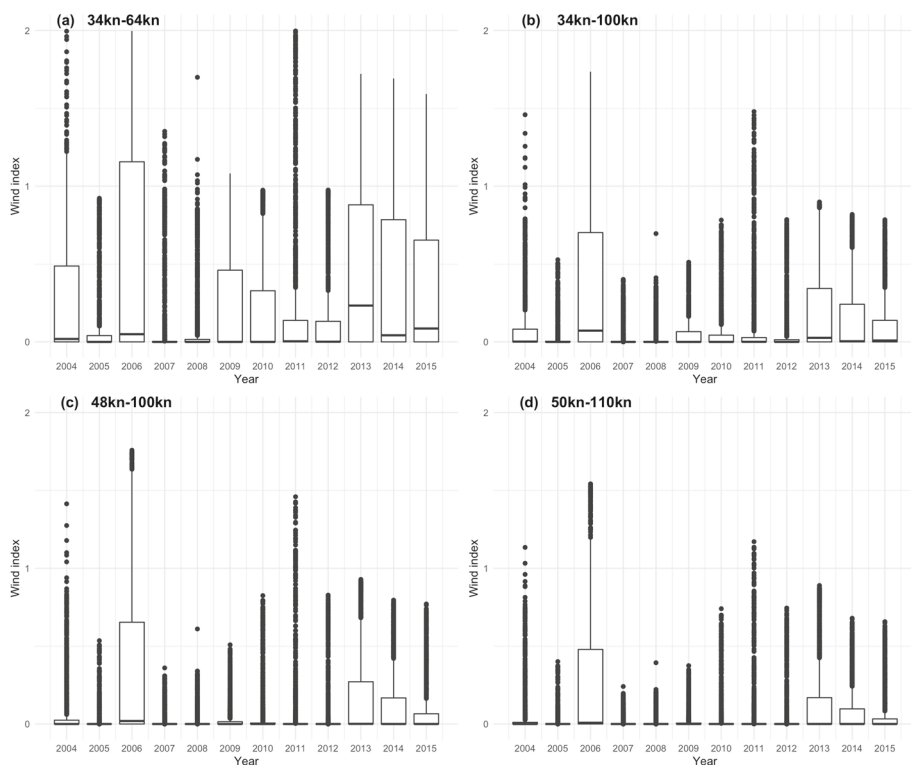 (a) 34kn-64kn
2
1
0
Wind index
2004 2005 2006 2007 2008 2009 2010 2011 2012 2013 2014 2015
Year
(b) 34kn-100kn
2
1
0
Wind index
2004 2005 2006 2007 2008 2009 2010 2011 2012 2013 2014 2015
Year
(c) 48kn-100kn
2
1
0
Wind index
2004 2005 2006 2007 2008 2009 2010 2011 2012 2013 2014 2015
Year
(d) 50kn-110kn
2
1
0
Wind index
2004 2005 2006 2007 2008 2009 2010 2011 2012 2013 2014 2015
Year